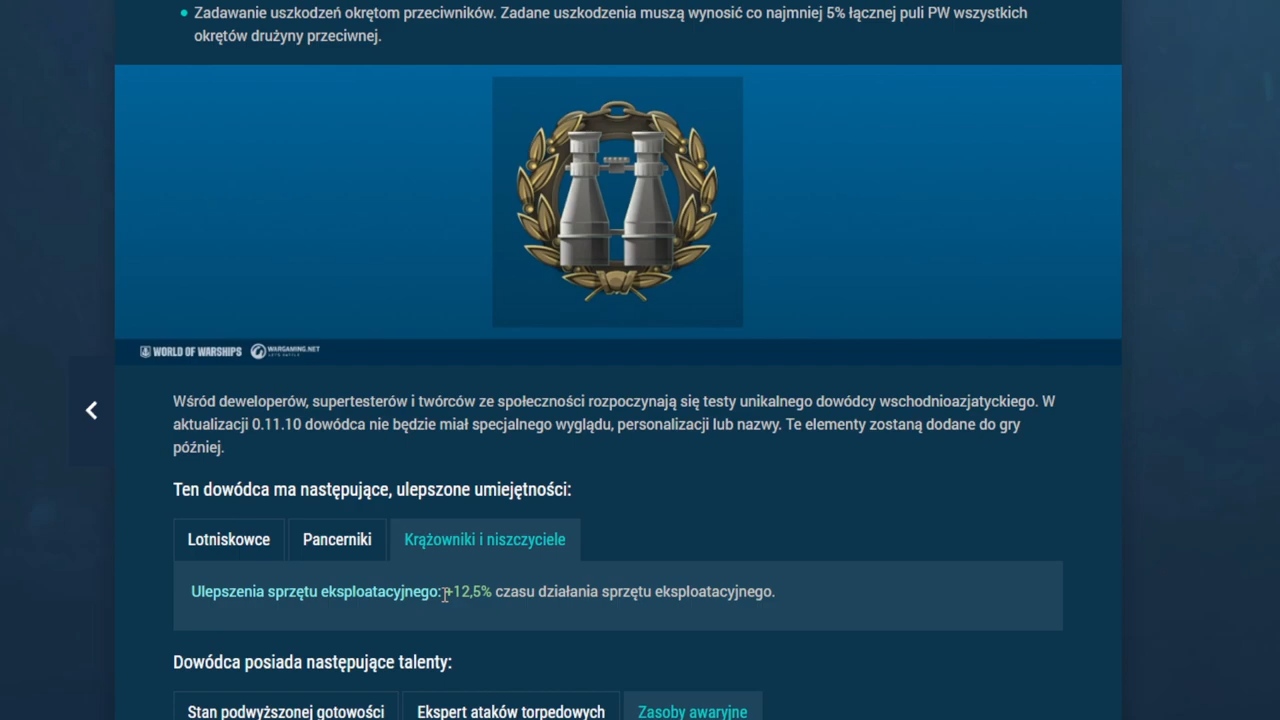 Zadawanie uszkodzeń okrętom przeciwników. Zadane uszkodzenia muszą wynosić co najmniej 5% łącznej puli PW wszystkich
okrętów drużyny przeciwnej.
WORLD OF WARSHIPS WARGAMING.NET
Wśród deweloperów, supertesterów i twórców ze społeczności rozpoczynają się testy unikalnego dowódcy wschodnioazjatyckiego. W
aktualizacji 0.11.10 dowódca nie będzie miał specjalnego wyglądu, personalizacji lub nazwy. Te elementy zostaną dodane do gry
później.
Ten dowódca ma następujące, ulepszone umiejętności:
Lotniskowce Pancerniki Krążowniki i niszczyciele
Ulepszenia sprzętu eksploatacyjnego: +12,5% czasu działania sprzętu eksploatacyjnego.
Dowódca posiada następujące talenty:
Stan podwyższonej gotowości Ekspert ataków torpedowych Zasoby awaryjne